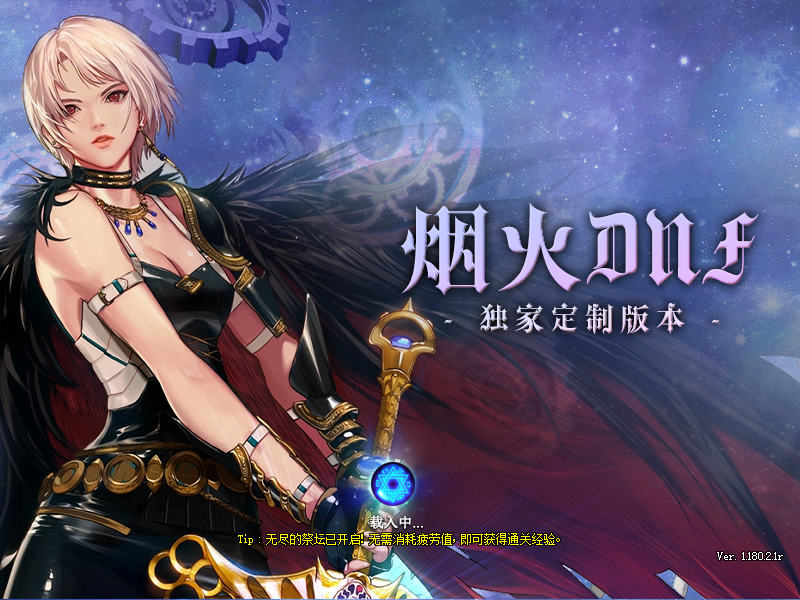 烟火DNF
- 独家定制版本 -
载入中...
Tip : 无尽的祭坛已开启! 无需消耗疲劳值, 即可获得通关经验。
Ver. 1.180.2.1r